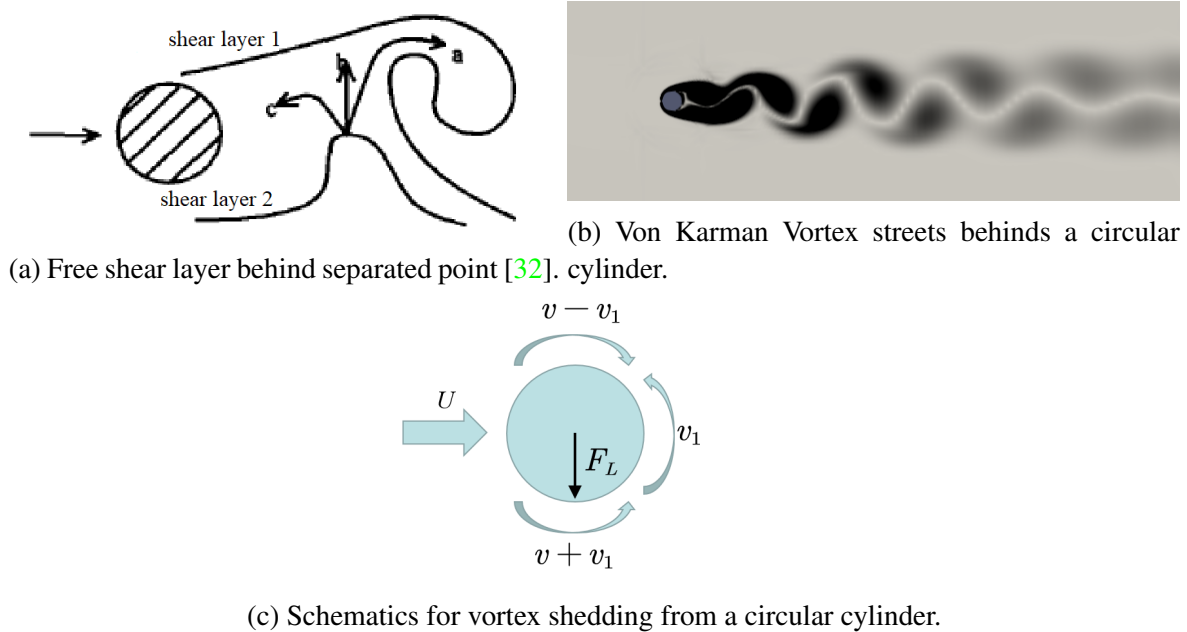 shear layer 1
a
b
c
shear layer 2
(a) Free shear layer behind separated point [32].
(b) Von Karman Vortex streets behinds a circular
cylinder.
v − v₁
U
v₁
F_L
v + v₁
(c) Schematics for vortex shedding from a circular cylinder.